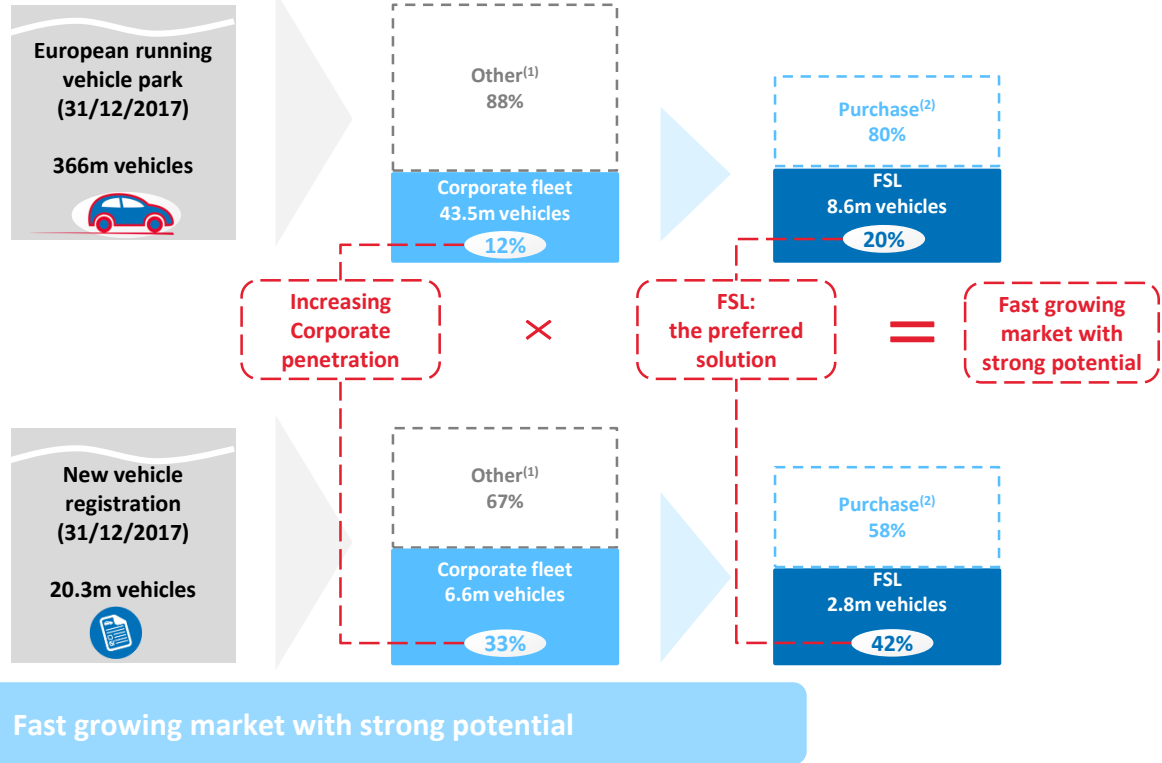 European running
vehicle park
(31/12/2017)
366m vehicles
Other(1)
88%
Corporate fleet
43.5m vehicles
12%
Purchase(2)
80%
FSL
8.6m vehicles
20%
Increasing
Corporate
penetration
×
FSL:
the preferred
solution
=
Fast growing
market with
strong potential
New vehicle
registration
(31/12/2017)
20.3m vehicles
Other(1)
67%
Corporate fleet
6.6m vehicles
33%
Purchase(2)
58%
FSL
2.8m vehicles
42%
Fast growing market with strong potential